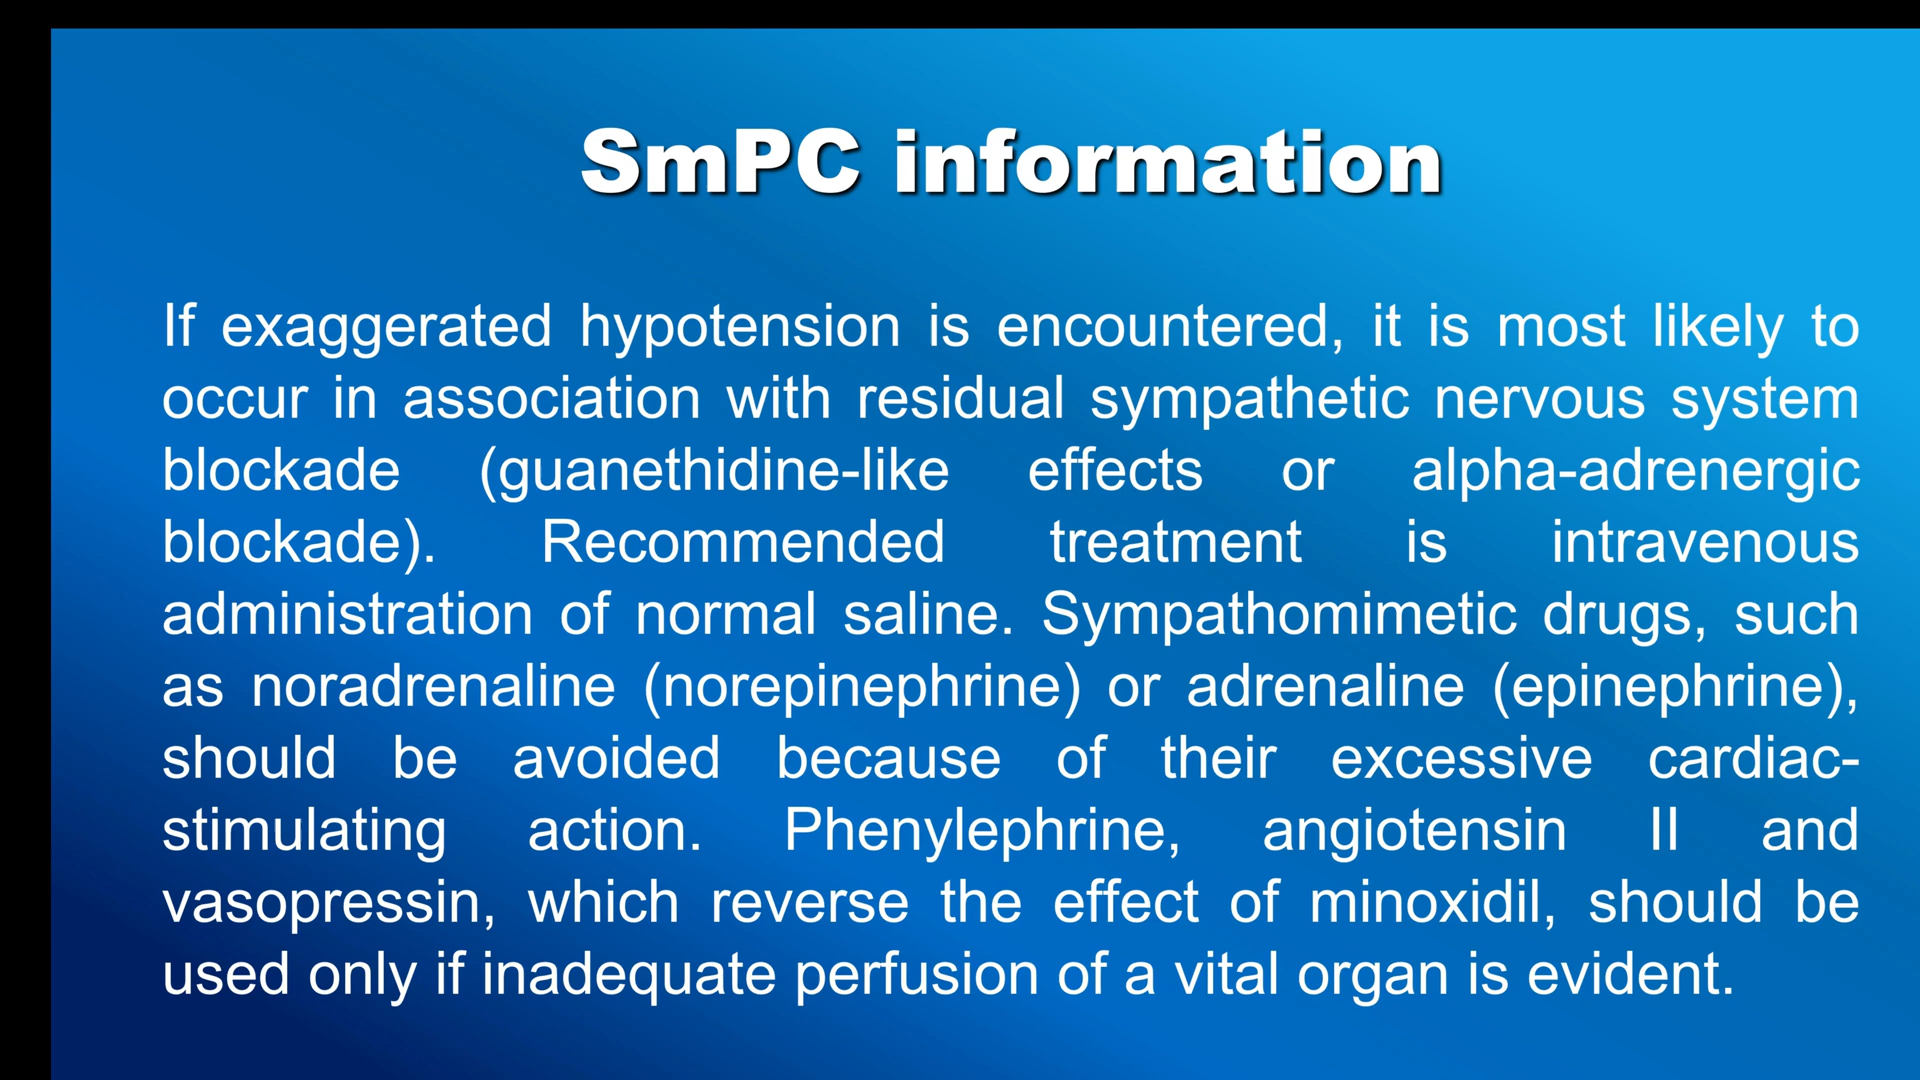 SmPC information
If exaggerated hypotension is encountered, it is most likely to
occur in association with residual sympathetic nervous system
blockade (guanethidine-like effects or alpha-adrenergic
blockade). Recommended treatment is intravenous
administration of normal saline. Sympathomimetic drugs, such
as noradrenaline (norepinephrine) or adrenaline (epinephrine),
should be avoided because of their excessive cardiac-
stimulating action. Phenylephrine, angiotensin II and
vasopressin, which reverse the effect of minoxidil, should be
used only if inadequate perfusion of a vital organ is evident.